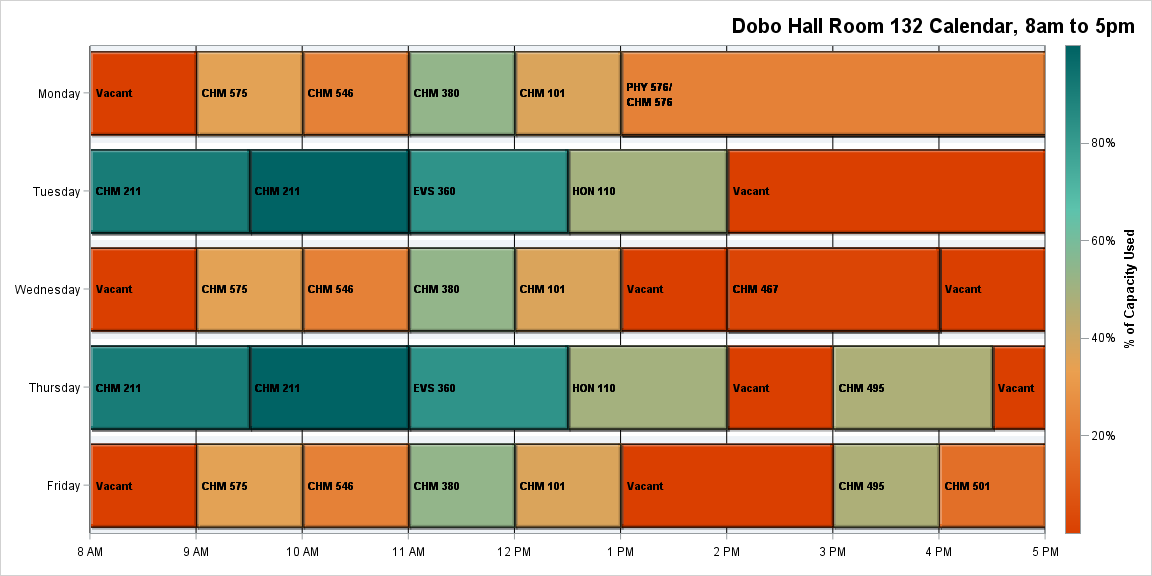 Dobo Hall Room 132 Calendar, 8am to 5pm
Monday
Vacant
CHM 575
CHM 546
CHM 380
CHM 101
PHY 576/
CHM 576
Tuesday
CHM 211
CHM 211
EVS 360
HON 110
Vacant
Wednesday
Vacant
CHM 575
CHM 546
CHM 380
CHM 101
Vacant
CHM 467
Vacant
Thursday
CHM 211
CHM 211
EVS 360
HON 110
Vacant
CHM 495
Vacant
Friday
Vacant
CHM 575
CHM 546
CHM 380
CHM 101
Vacant
CHM 495
CHM 501
8 AM
9 AM
10 AM
11 AM
12 PM
1 PM
2 PM
3 PM
4 PM
5 PM
80%
60%
40%
20%
% of Capacity Used